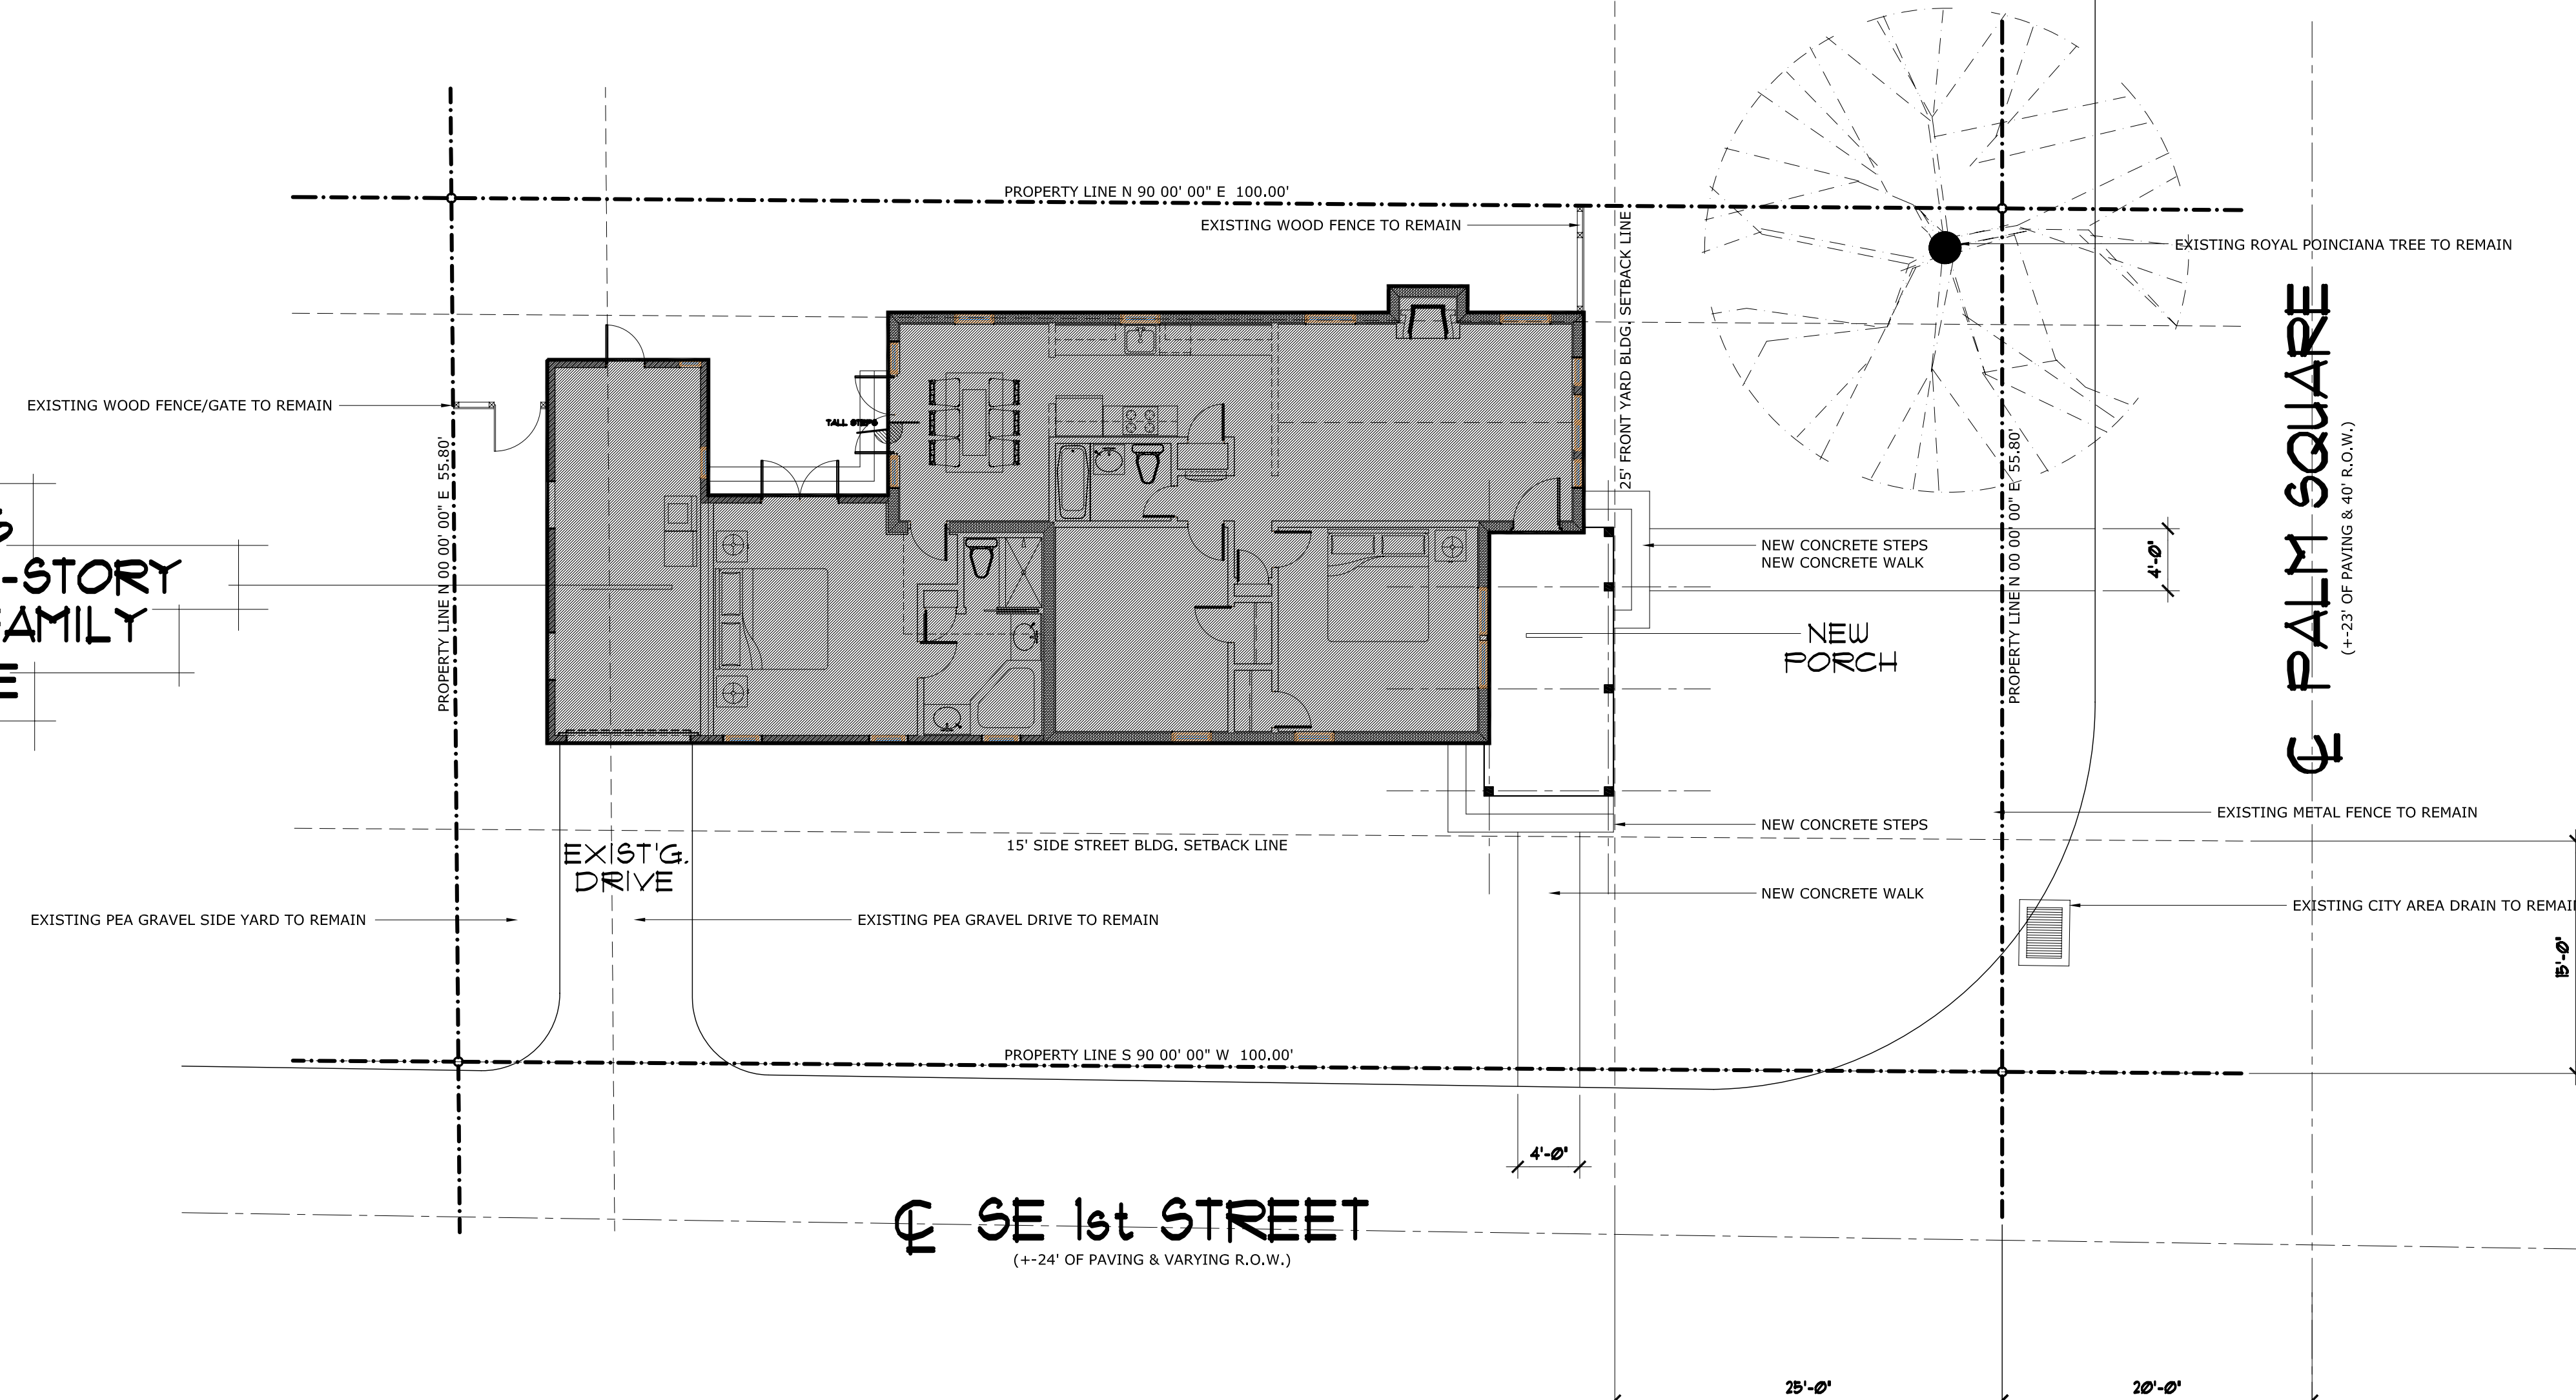 PROPERTY LINE N 90 00' 00" E 100.00'
EXISTING WOOD FENCE TO REMAIN
25' FRONT YARD BLDG. SETBACK LINE
EXISTING ROYAL POINCIANA TREE TO REMAIN
EXISTING WOOD FENCE/GATE TO REMAIN
TALL STEPS
PROPERTY LINE N 00 00' 00" E 55.80'
PROPERTY LINE N 00 00' 00" E 55.80'
℄ PALM SQUARE
(+-23' OF PAVING & 40' R.O.W.)
-STORY
FAMILY
NEW CONCRETE STEPS
NEW CONCRETE WALK
4'-0"
NEW
PORCH
EXISTING METAL FENCE TO REMAIN
NEW CONCRETE STEPS
15' SIDE STREET BLDG. SETBACK LINE
EXIST'G.
DRIVE
NEW CONCRETE WALK
EXISTING CITY AREA DRAIN TO REMAIN
EXISTING PEA GRAVEL SIDE YARD TO REMAIN
EXISTING PEA GRAVEL DRIVE TO REMAIN
15'-0"
PROPERTY LINE S 90 00' 00" W 100.00'
4'-0"
℄ SE 1st STREET
(+-24' OF PAVING & VARYING R.O.W.)
25'-0"
20'-0"